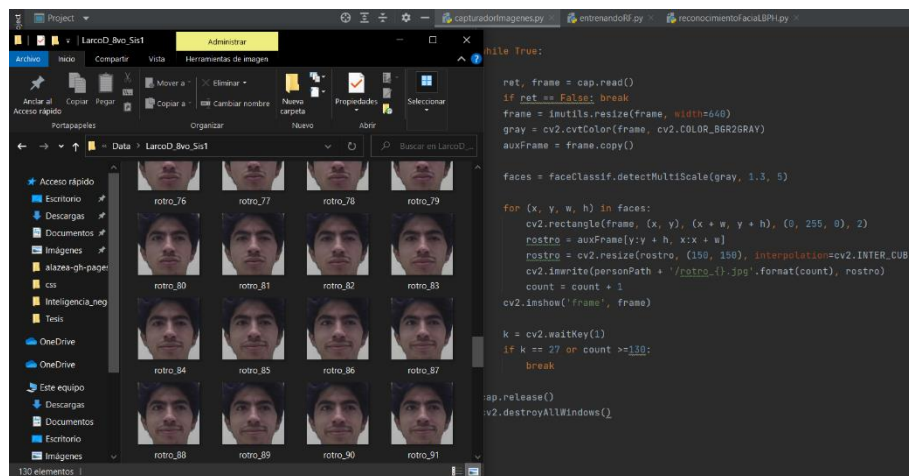 Project
capturadorImagenes.py
entrenandoRF.py
reconocimientoFaciaLBPH.py
LarcoD_8vo_Sis1
Administrar
Archivo
Inicio
Compartir
Vista
Herramientas de imagen
Anclar al
Acceso rápido
Copiar
Pegar
Mover a
Copiar a
Eliminar
Cambiar nombre
Nueva
carpeta
Propiedades
Seleccionar
Portapapeles
Organizar
Nuevo
Abrir
Data > LarcoD_8vo_Sis1
Buscar en LarcoD_...
Acceso rápido
Escritorio
Descargas
Documentos
Imágenes
alazea-gh-pages
css
Inteligencia_neg
Tesis
OneDrive
OneDrive
Este equipo
Descargas
Documentos
Escritorio
Imágenes
rotro_76 rotro_77 rotro_78 rotro_79
rotro_80 rotro_81 rotro_82 rotro_83
rotro_84 rotro_85 rotro_86 rotro_87
rotro_88 rotro_89 rotro_90 rotro_91
130 elementos
hile True:
ret, frame = cap.read()
if ret == False: break
frame = imutils.resize(frame, width=640)
gray = cv2.cvtColor(frame, cv2.COLOR_BGR2GRAY)
auxFrame = frame.copy()
faces = faceClassif.detectMultiScale(gray, 1.3, 5)
for (x, y, w, h) in faces:
cv2.rectangle(frame, (x, y), (x + w, y + h), (0, 255, 0), 2)
rostro = auxFrame[y:y + h, x:x + w]
rostro = cv2.resize(rostro, (150, 150), interpolation=cv2.INTER_CUB
cv2.imwrite(personPath + '/rotro_{}.jpg'.format(count), rostro)
count = count + 1
cv2.imshow('frame', frame)
k = cv2.waitKey(1)
if k == 27 or count >=130:
break
ap.release()
cv2.destroyAllWindows()